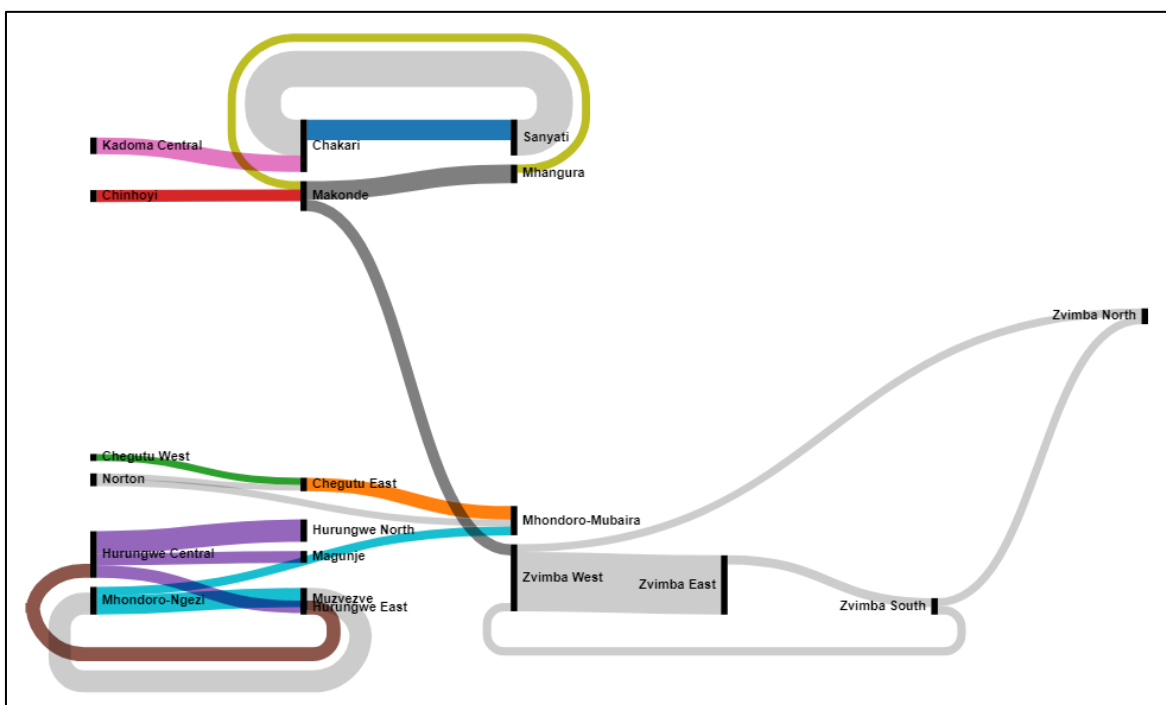 Kadoma Central
Chakari
Sanyati
Mhangura
Chinhoyi
Makonde
Zvimba North
Chegutu West
Norton
Chegutu East
Mhondoro-Mubaira
Hurungwe North
Hurungwe Central
Magunje
Zvimba West
Zvimba East
Mhondoro-Ngezi
Muzvezve
Hurungwe East
Zvimba South